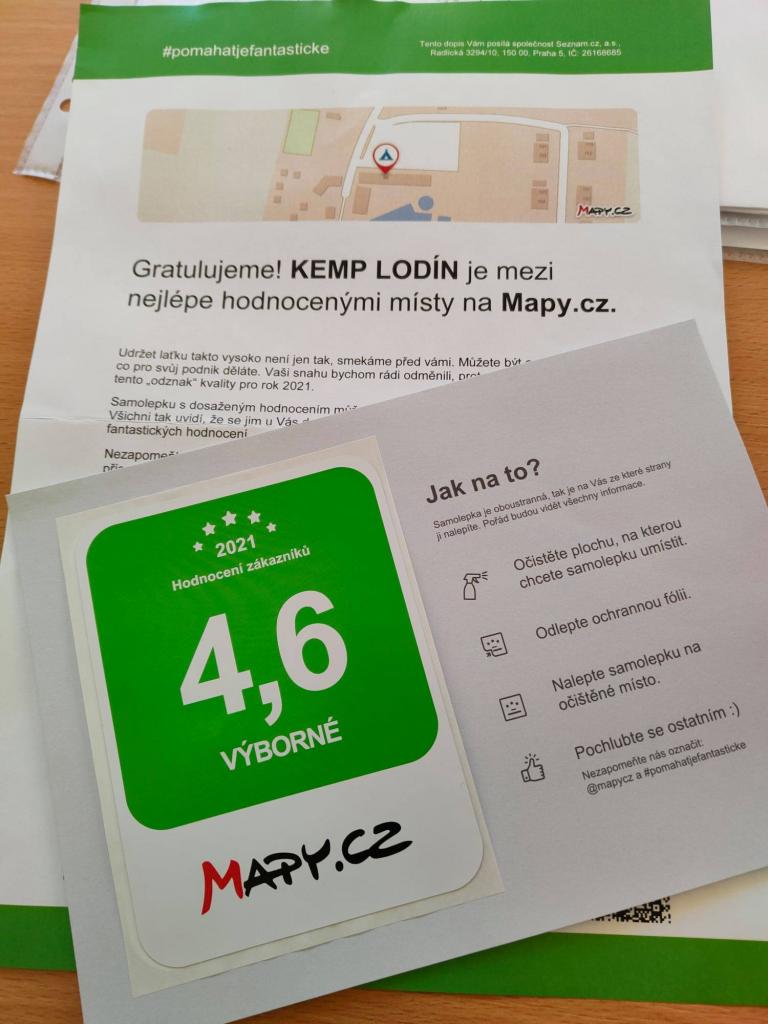 #pomahatjefantasticke
Tento dopis Vám posílá společnost Seznam.cz, a.s.,
Radlická 3294/10, 150 00, Praha 5, IČ: 26168685
MAPY.CZ
Gratulujeme! KEMP LODÍN je mezi
nejlépe hodnocenými místy na Mapy.cz.
Udržet laťku takto vysoko není jen tak, smekáme před vámi. Můžete být
co pro svůj podnik děláte. Vaši snahu bychom rádi odměnili,
tento „odznak“ kvality pro rok 2021.
Samolepku s dosaženým hodnocením
Všichni tak uvidí, že se jim u Vás
fantastických hodnocení
2021
Hodnocení zákazníků
4,6
VÝBORNÉ
MAPY.CZ
Jak na to?
Samolepka je oboustranná, tak je na Vás ze které strany
ji nalepíte. Pořád budou vidět všechny informace.
Očistěte plochu, na kterou
chcete samolepku umístit.
Odlepte ochrannou fólii.
Nalepte samolepku na
očištěné místo.
Pochlubte se ostatním :)
Nezapomeňte nás označit:
@mapycz a #pomahatjefantasticke